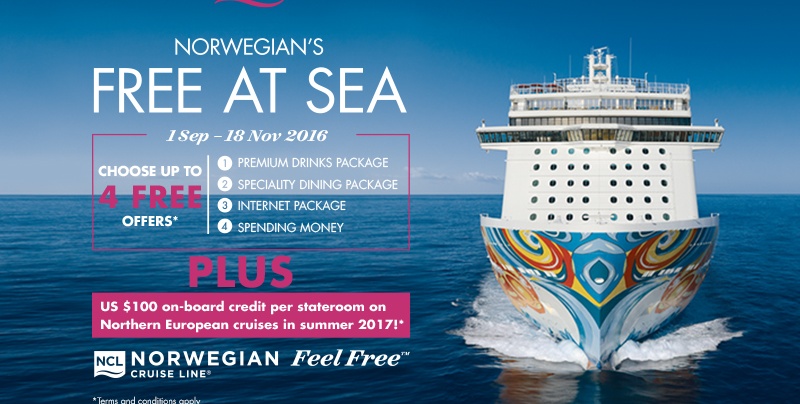 NORWEGIAN'S
FREE AT SEA
1 Sep – 18 Nov 2016
CHOOSE UP TO
4 FREE
OFFERS*
1 PREMIUM DRINKS PACKAGE
2 SPECIALITY DINING PACKAGE
3 INTERNET PACKAGE
4 SPENDING MONEY
PLUS
US $100 on-board credit per stateroom on
Northern European cruises in summer 2017!*
NCL NORWEGIAN CRUISE LINE® Feel Free™
*Terms and conditions apply